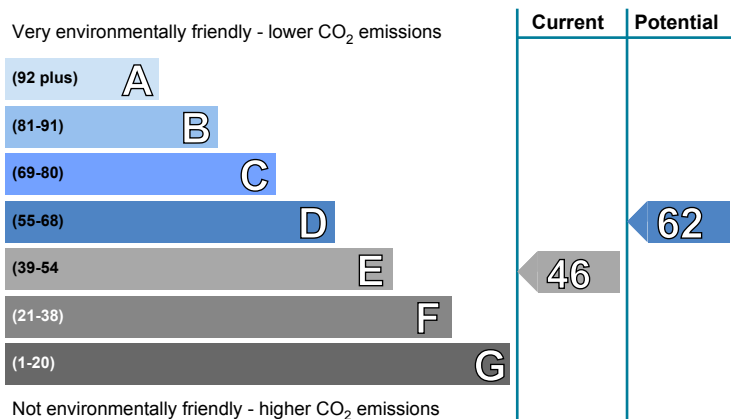 Very environmentally friendly - lower CO2 emissions
Current
Potential
(92 plus) A
(81-91) B
(69-80) C
(55-68) D
62
(39-54 E
46
(21-38) F
(1-20) G
Not environmentally friendly - higher CO2 emissions